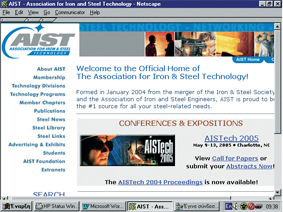 AIST - Association for Iron and Steel Technology - Netscape
File Edit View Go Communicator Help
AIST
ASSOCIATION FOR IRON & STEEL TECHNOLOGY
AIST Home
About AIST
Membership
Technology Divisions
Technology Programs
Member Chapters
Publications
Steel News
Steel Library
Steel Links
Advertising & Exhibits
Students
AIST Foundation
Extranets
SEARCH
Welcome to the Official Home of
The Association for Iron & Steel Technology!
Formed in January 2004 from the merger of the Iron & Steel Society
and the Association of Iron and Steel Engineers, AIST is proud to be
the #1 source for all your steel-related needs.
CONFERENCES & EXPOSITIONS
AISTech
2005
AISTech 2005
May 9-13, 2005 • Charlotte, NC
View Call for Papers or
submit your Abstracts Now!
The AISTech 2004 Proceedings is now available!
Έναρξη
HP Status Win
Microsoft Wor
AIST - Ass
EN
09:38